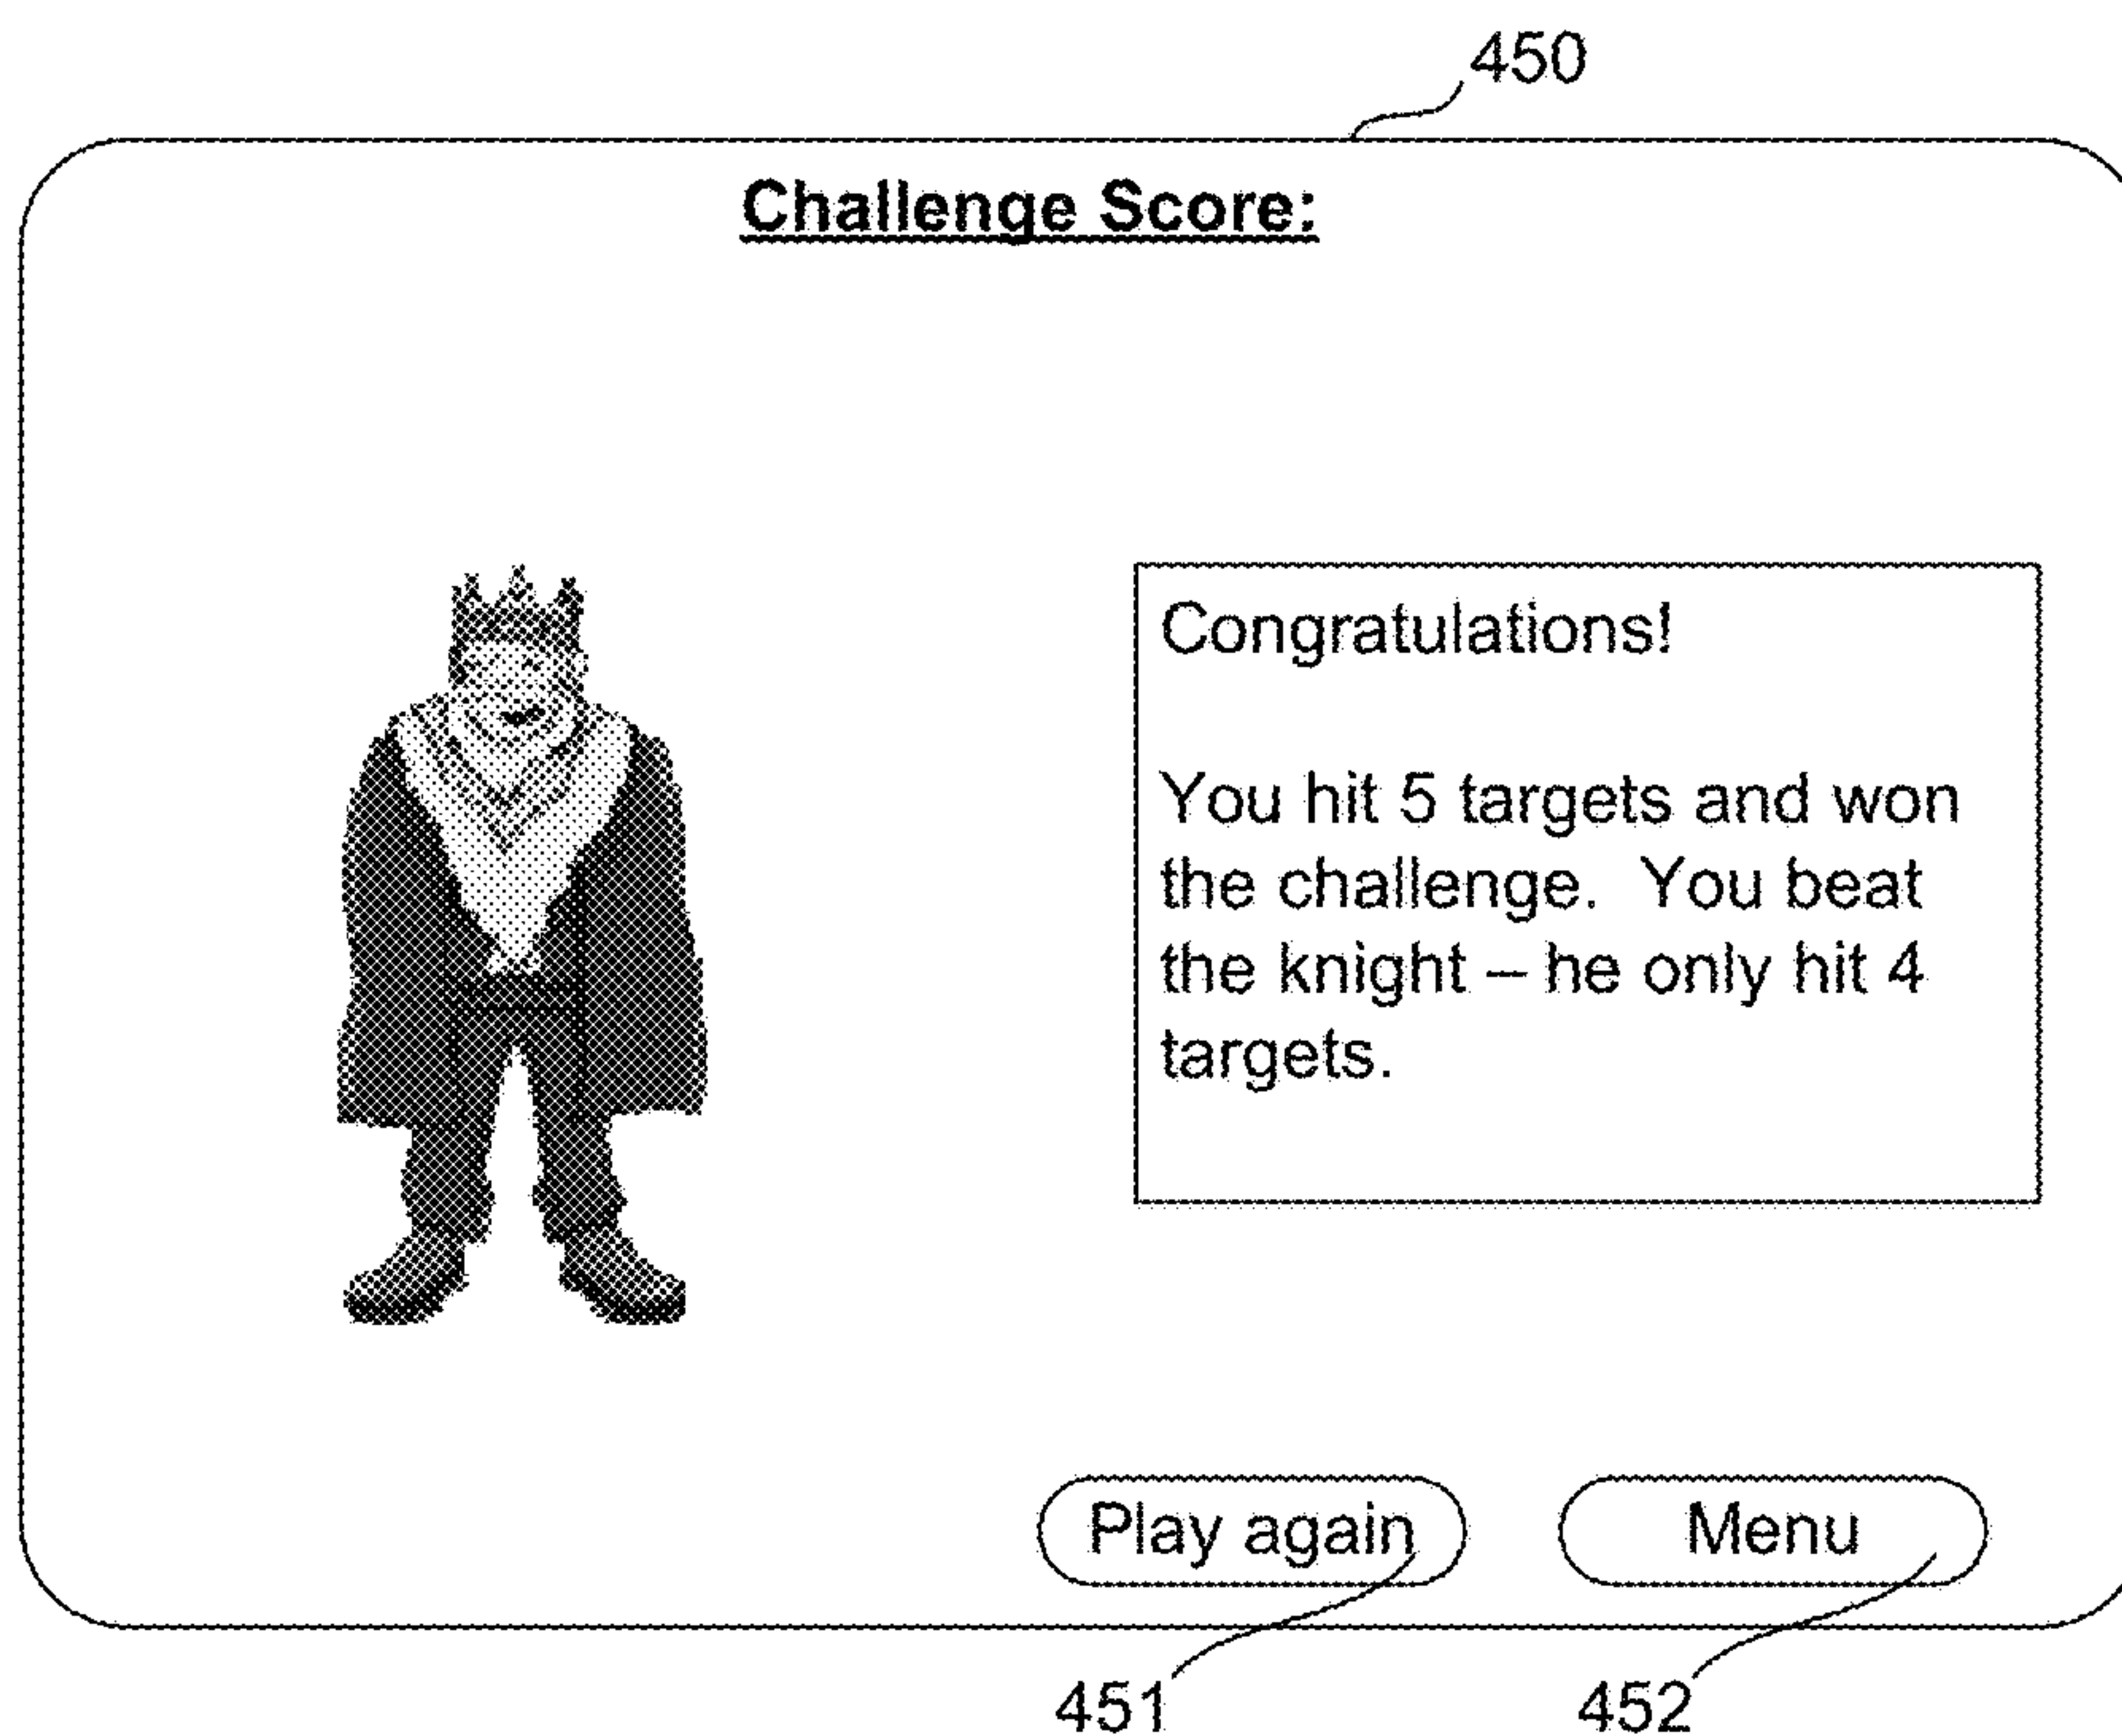 450
Challenge Score:
Congratulations!
You hit 5 targets and won
the challenge.  You beat
the knight – he only hit 4
targets.
Play again
Menu
451
452